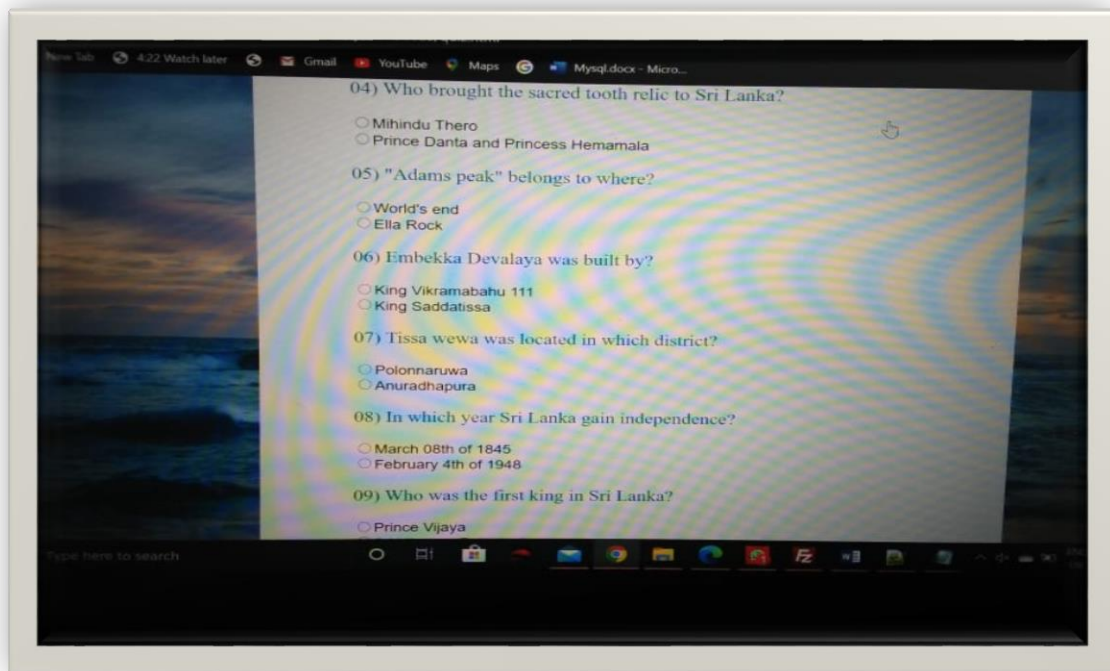 New Tab 4:22 Watch later Gmail YouTube Maps Mysql.docx - Micro...
04) Who brought the sacred tooth relic to Sri Lanka?
Mihindu Thero
Prince Danta and Princess Hemamala
05) "Adams peak" belongs to where?
World's end
Ella Rock
06) Embekka Devalaya was built by?
King Vikramabahu 111
King Saddatissa
07) Tissa wewa was located in which district?
Polonnaruwa
Anuradhapura
08) In which year Sri Lanka gain independence?
March 08th of 1845
February 4th of 1948
09) Who was the first king in Sri Lanka?
Prince Vijaya
Type here to search